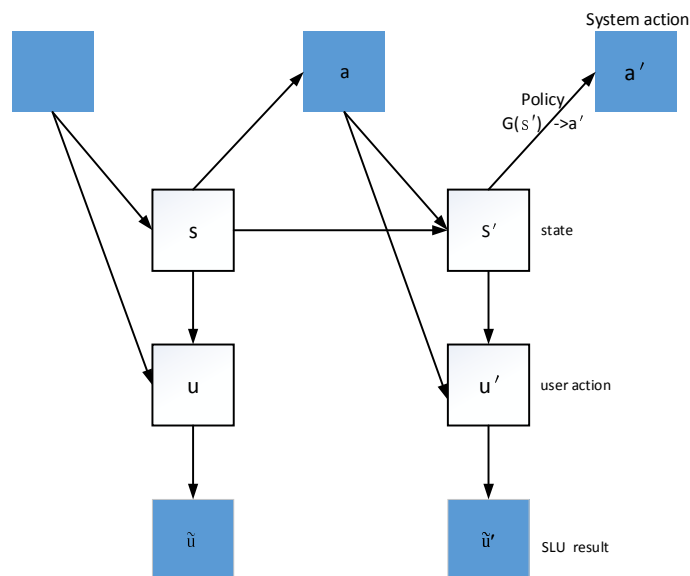 System action
a
a′
Policy
G(s′) ->a′
s
s′
state
u
u′
user action
ũ
ũ′
SLU result